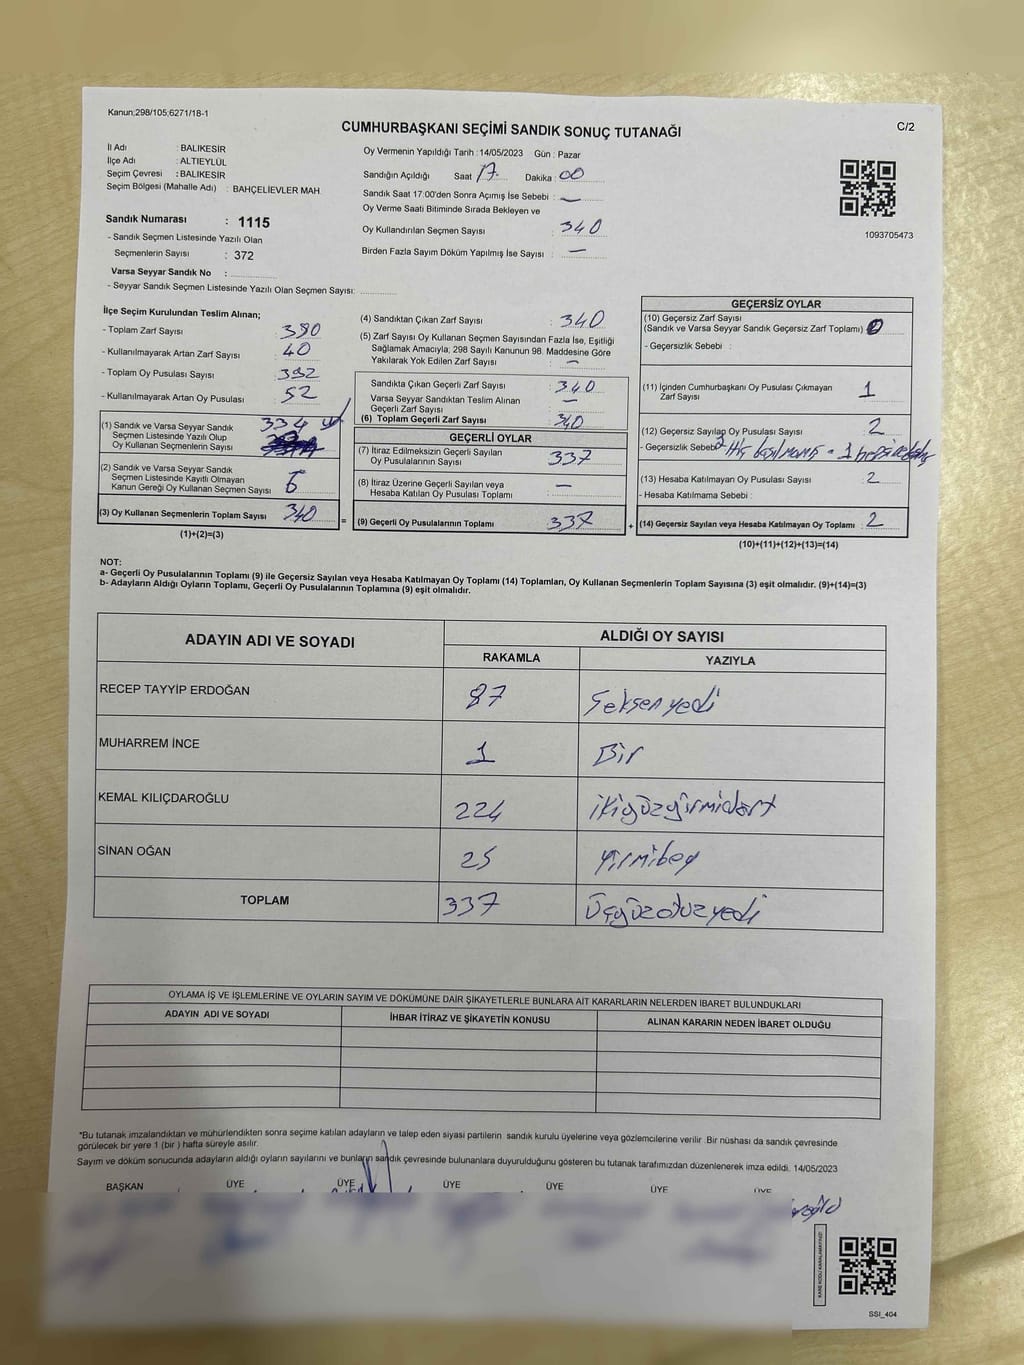 Kanun;298/105;6271/18-1
CUMHURBAŞKANI SEÇİMİ SANDIK SONUÇ TUTANAĞI
C/2
İl Adı : BALIKESİR
İlçe Adı : ALTIEYLÜL
Seçim Çevresi : BALIKESİR
Seçim Bölgesi (Mahalle Adı) : BAHÇELİEVLER MAH.
Sandık Numarası : 1115
- Sandık Seçmen Listesinde Yazılı Olan
Seçmenlerin Sayısı : 372
Varsa Seyyar Sandık No :
- Seyyar Sandık Seçmen Listesinde Yazılı Olan Seçmen Sayısı:
Oy Vermenin Yapıldığı Tarih : 14/05/2023 Gün : Pazar
Sandığın Açıldığı Saat : 17 Dakika : 00
Sandık Saat 17:00'den Sonra Açımış İse Sebebi : —
Oy Verme Saati Bitiminde Sırada Bekleyen ve
Oy Kullandırılan Seçmen Sayısı : 340
Birden Fazla Sayım Döküm Yapılmış İse Sayısı : —
1093705473
İlçe Seçim Kurulundan Teslim Alınan;
- Toplam Zarf Sayısı : 380
- Kullanılmayarak Artan Zarf Sayısı : 40
- Toplam Oy Pusulası Sayısı : 392
- Kullanılmayarak Artan Oy Pusulası : 52
(1) Sandık ve Varsa Seyyar Sandık
Seçmen Listesinde Yazılı Olup
Oy Kullanan Seçmenlerin Sayısı : 334
(2) Sandık ve Varsa Seyyar Sandık
Seçmen Listesinde Kayıtlı Olmayan
Kanun Gereği Oy Kullanan Seçmen Sayısı : 6
(3) Oy Kullanan Seçmenlerin Toplam Sayısı : 340
(1)+(2)=(3)
(4) Sandıktan Çıkan Zarf Sayısı : 340
(5) Zarf Sayısı Oy Kullanan Seçmen Sayısından Fazla İse, Eşitliği
Sağlamak Amacıyla, 298 Sayılı Kanunun 98. Maddesine Göre
Yakılarak Yok Edilen Zarf Sayısı : —
Sandıkta Çıkan Geçerli Zarf Sayısı : 340
Varsa Seyyar Sandıktan Teslim Alınan
Geçerli Zarf Sayısı : —
(6) Toplam Geçerli Zarf Sayısı : 340
GEÇERLİ OYLAR
(7) İtiraz Edilmeksizin Geçerli Sayılan
Oy Pusulalarının Sayısı : 337
(8) İtiraz Üzerine Geçerli Sayılan veya
Hesaba Katılan Oy Pusulası Toplamı : —
= (9) Geçerli Oy Pusulalarının Toplamı : 337
GEÇERSİZ OYLAR
(10) Geçersiz Zarf Sayısı
(Sandık ve Varsa Seyyar Sandık Geçersiz Zarf Toplamı) : 0
- Geçersizlik Sebebi :
(11) İçinden Cumhurbaşkanı Oy Pusulası Çıkmayan
Zarf Sayısı : 1
(12) Geçersiz Sayılan Oy Pusulası Sayısı : 2
- Geçersizlik Sebebi : Hiç basılmamış - 1
(13) Hesaba Katılmayan Oy Pusulası Sayısı : 2
- Hesaba Katılmama Sebebi :
+ (14) Geçersiz Sayılan veya Hesaba Katılmayan Oy Toplamı : 2
(10)+(11)+(12)+(13)=(14)
NOT:
a- Geçerli Oy Pusulalarının Toplamı (9) ile Geçersiz Sayılan veya Hesaba Katılmayan Oy Toplamı (14) Toplamları, Oy Kullanan Seçmenlerin Toplam Sayısına (3) eşit olmalıdır. (9)+(14)=(3)
b- Adayların Aldığı Oyların Toplamı, Geçerli Oy Pusulalarının Toplamına (9) eşit olmalıdır.
ADAYIN ADI VE SOYADI ALDIĞI OY SAYISI
RAKAMLA YAZIYLA
RECEP TAYYİP ERDOĞAN 87 Seksenyedi
MUHARREM İNCE 1 Bir
KEMAL KILIÇDAROĞLU 224 ikiyüzyirmidört
SİNAN OĞAN 25 yirmibeş
TOPLAM 337 Üçyüzotuzyedi
OYLAMA İŞ VE İŞLEMLERİNE VE OYLARIN SAYIM VE DÖKÜMÜNE DAİR ŞİKAYETLERLE BUNLARA AİT KARARLARIN NELERDEN İBARET BULUNDUKLARI
ADAYIN ADI VE SOYADI İHBAR İTİRAZ VE ŞİKAYETİN KONUSU ALINAN KARARIN NEDEN İBARET OLDUĞU
*Bu tutanak imzalandıktan ve mühürlendikten sonra seçime katılan adayların ve talep eden siyasi partilerin sandık kurulu üyelerine veya gözlemcilerine verilir. Bir nüshası da sandık çevresinde
görülecek bir yere 1 (bir ) hafta süreyle asılır.
Sayım ve döküm sonucunda adayların aldığı oyların sayılarını ve bunların sandık çevresinde bulunanlara duyurulduğunu gösteren bu tutanak tarafımızdan düzenlenerek imza edildi. 14/05/2023
BAŞKAN ÜYE ÜYE ÜYE ÜYE ÜYE ÜYE
SSİ_404